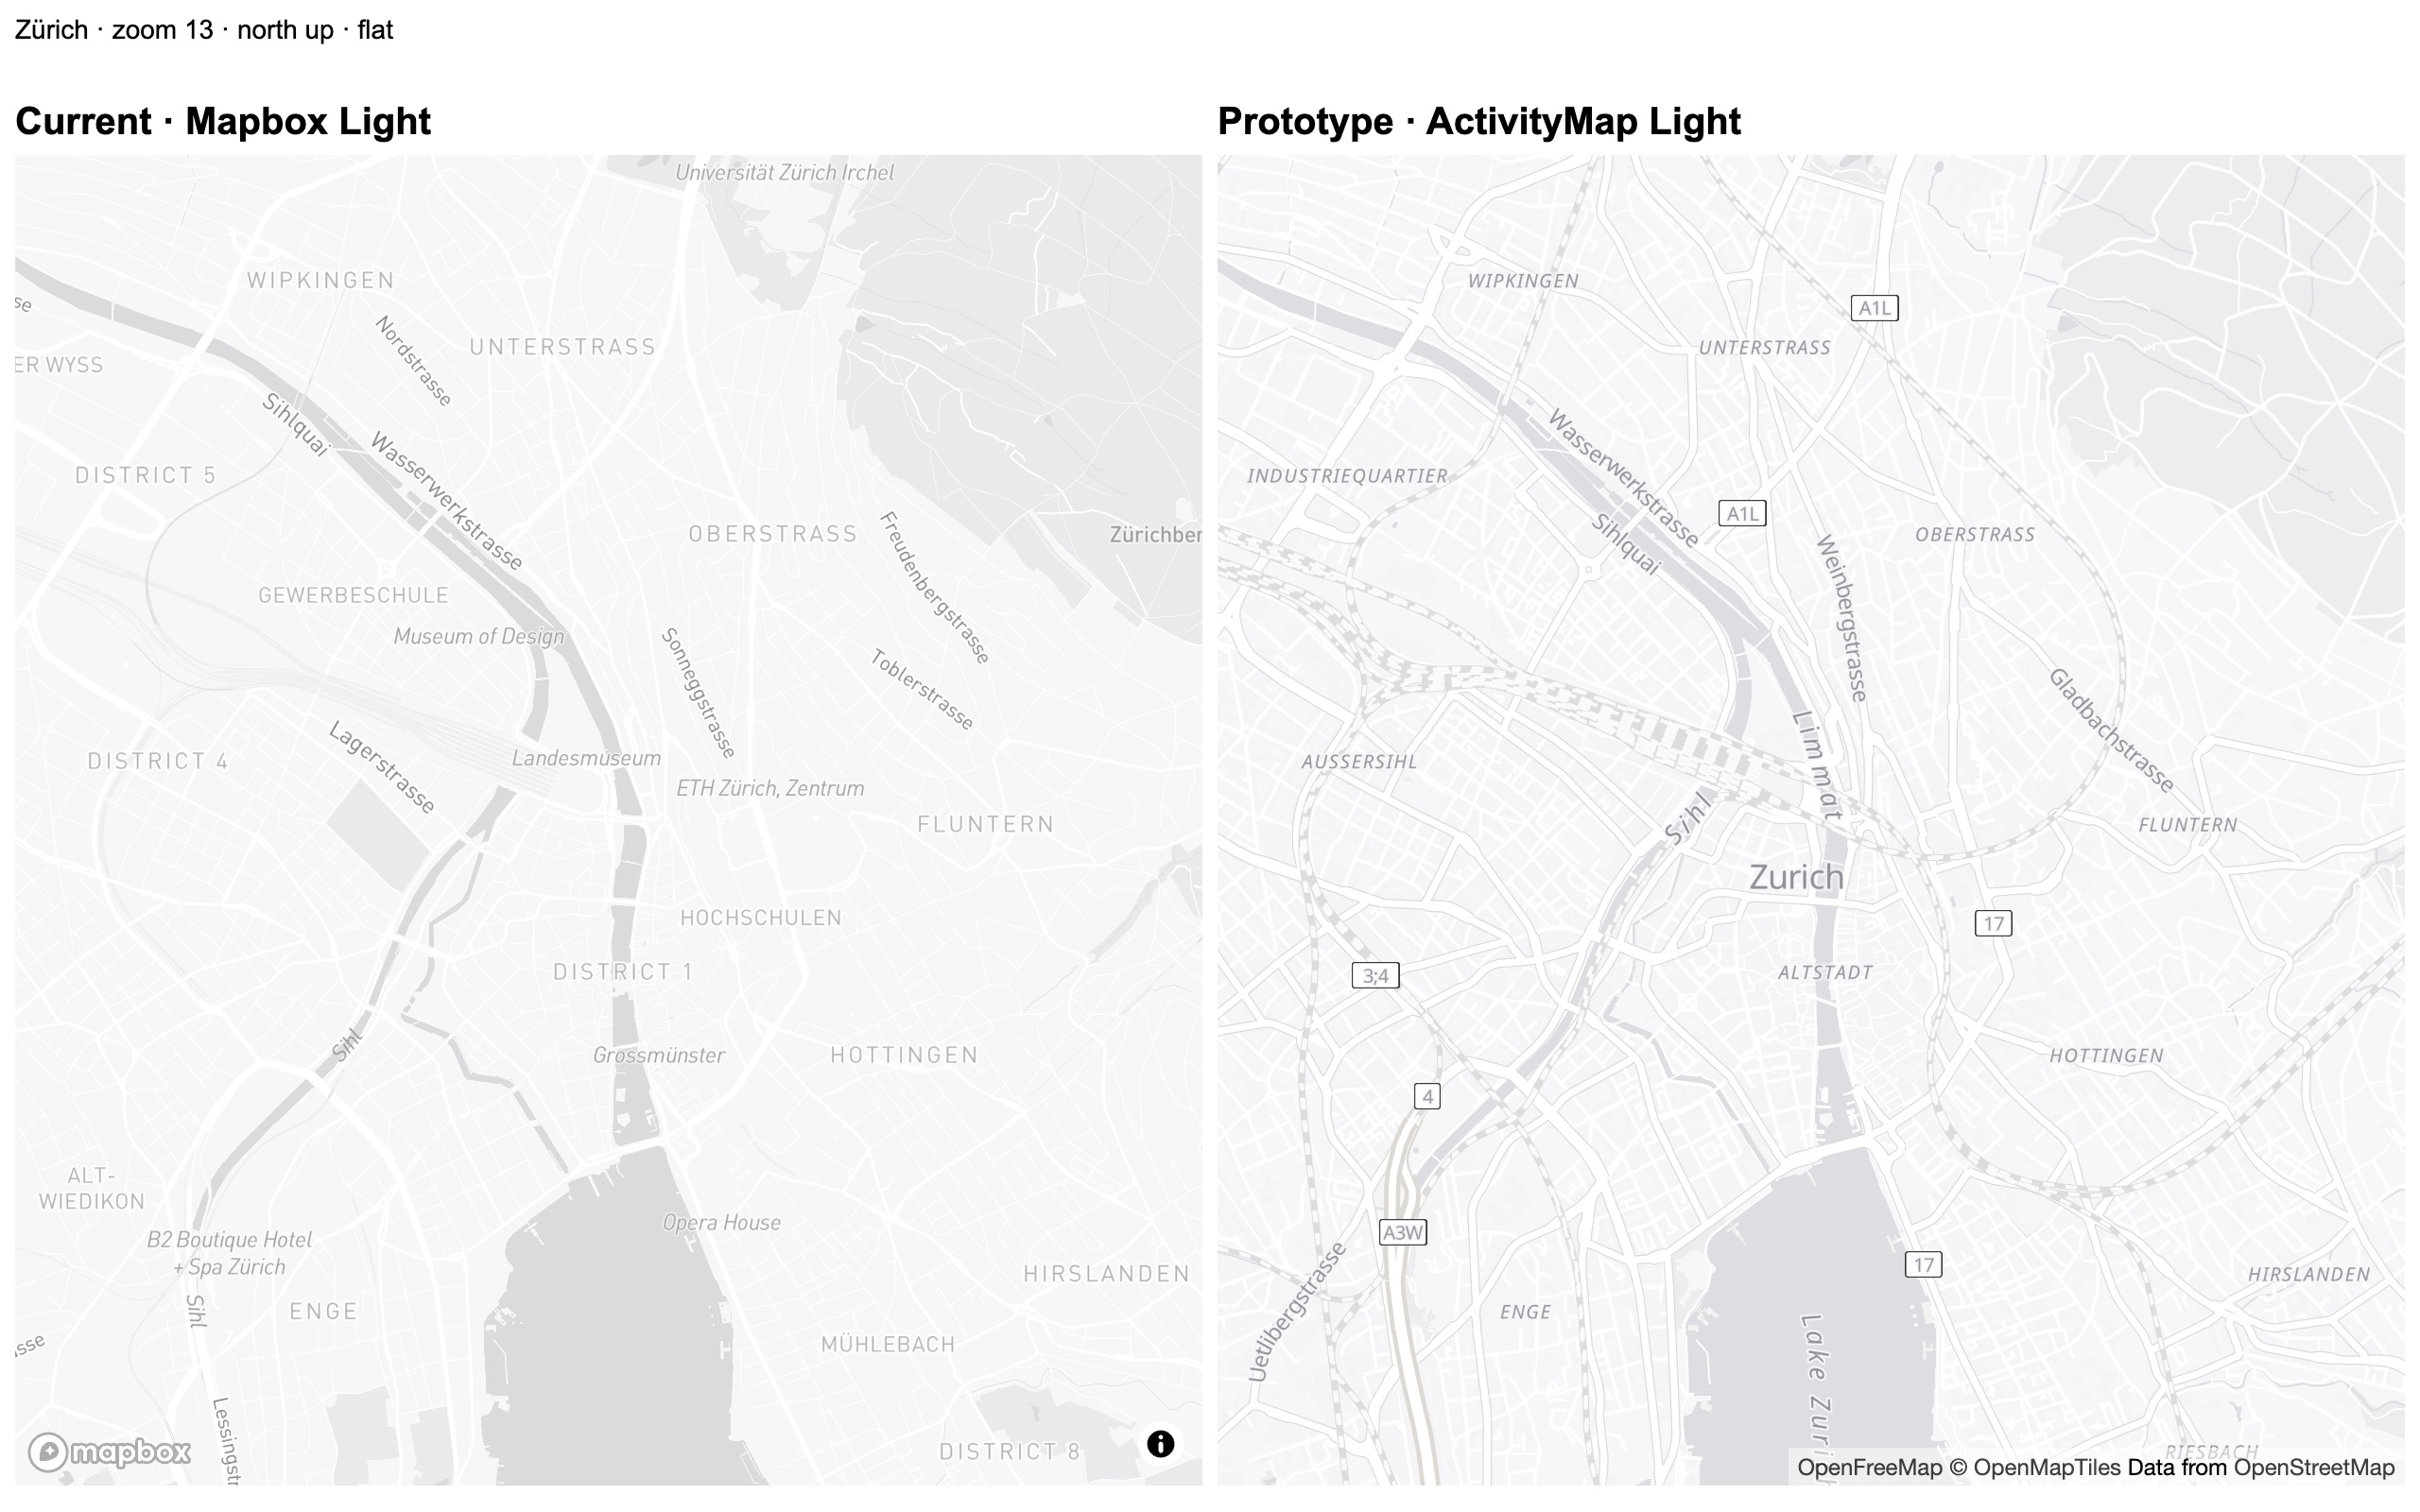 Zürich · zoom 13 · north up · flat
Current · Mapbox Light
Universität Zürich Irchel
WIPKINGEN
se
Nordstrasse
UNTERSTRASS
ER WYSS
Sihlquai
Wasserwerkstrasse
DISTRICT 5
OBERSTRASS
Freudenbergstrasse
Zürichber
GEWERBESCHULE
Museum of Design
Sonneggstrasse
Toblerstrasse
Lagerstrasse
DISTRICT 4
Landesmuseum
ETH Zürich, Zentrum
FLUNTERN
HOCHSCHULEN
DISTRICT 1
Sihl
Grossmünster
HOTTINGEN
ALT-
WIEDIKON
B2 Boutique Hotel
+ Spa Zürich
Opera House
Sihl
ENGE
HIRSLANDEN
sse
MÜHLEBACH
Lessingstr
DISTRICT 8
mapbox
Prototype · ActivityMap Light
WIPKINGEN
A1L
UNTERSTRASS
Wasserwerkstrasse
INDUSTRIEQUARTIER
A1L
Sihlquai
OBERSTRASS
Weinbergstrasse
Gladbachstrasse
Limmat
AUSSERSIHL
Sihl
FLUNTERN
Zurich
17
3;4
ALTSTADT
HOTTINGEN
4
A3W
17
Uetlibergstrasse
HIRSLANDEN
ENGE
Lake Zurich
RIESBACH
OpenFreeMap © OpenMapTiles Data from OpenStreetMap